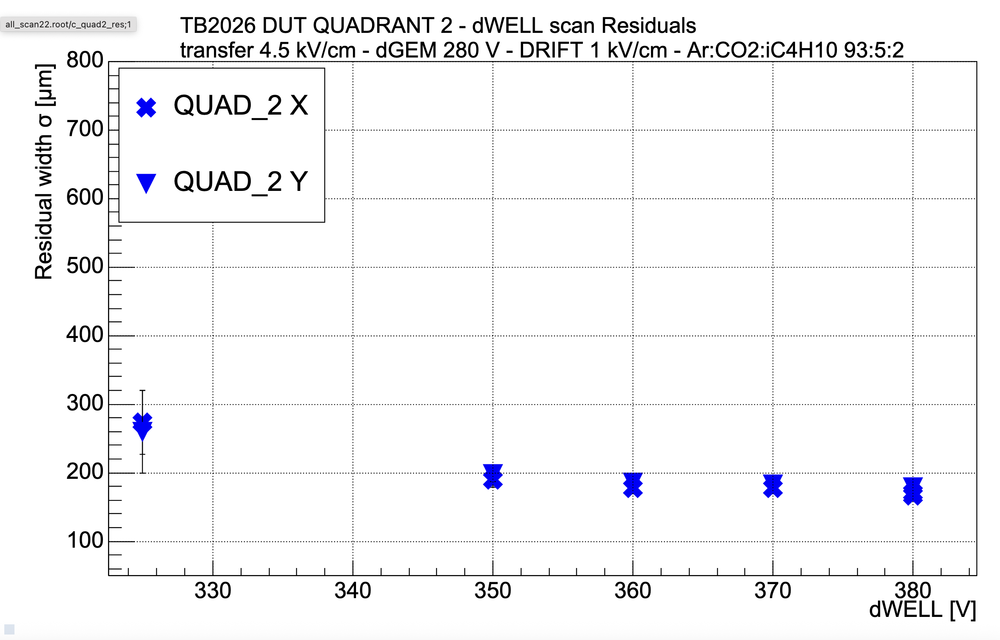 all_scan22.root/c_quad2_res;1
TB2026 DUT QUADRANT 2 - dWELL scan Residuals
transfer 4.5 kV/cm - dGEM 280 V - DRIFT 1 kV/cm - Ar:CO2:iC4H10 93:5:2
Residual width σ [μm]
800
700
600
500
400
300
200
100
QUAD_2 X
QUAD_2 Y
330 340 350 360 370 380
dWELL [V]